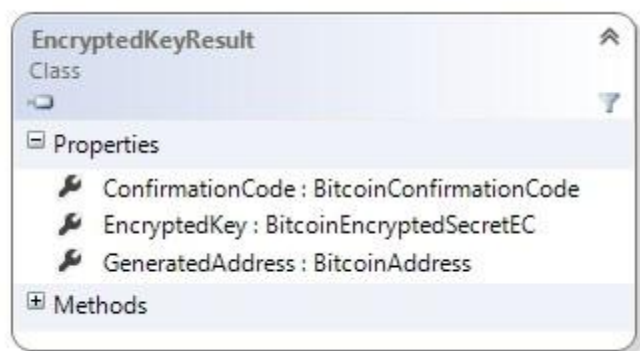 EncryptedKeyResult
Class
Properties
ConfirmationCode : BitcoinConfirmationCode
EncryptedKey : BitcoinEncryptedSecretEC
GeneratedAddress : BitcoinAddress
Methods